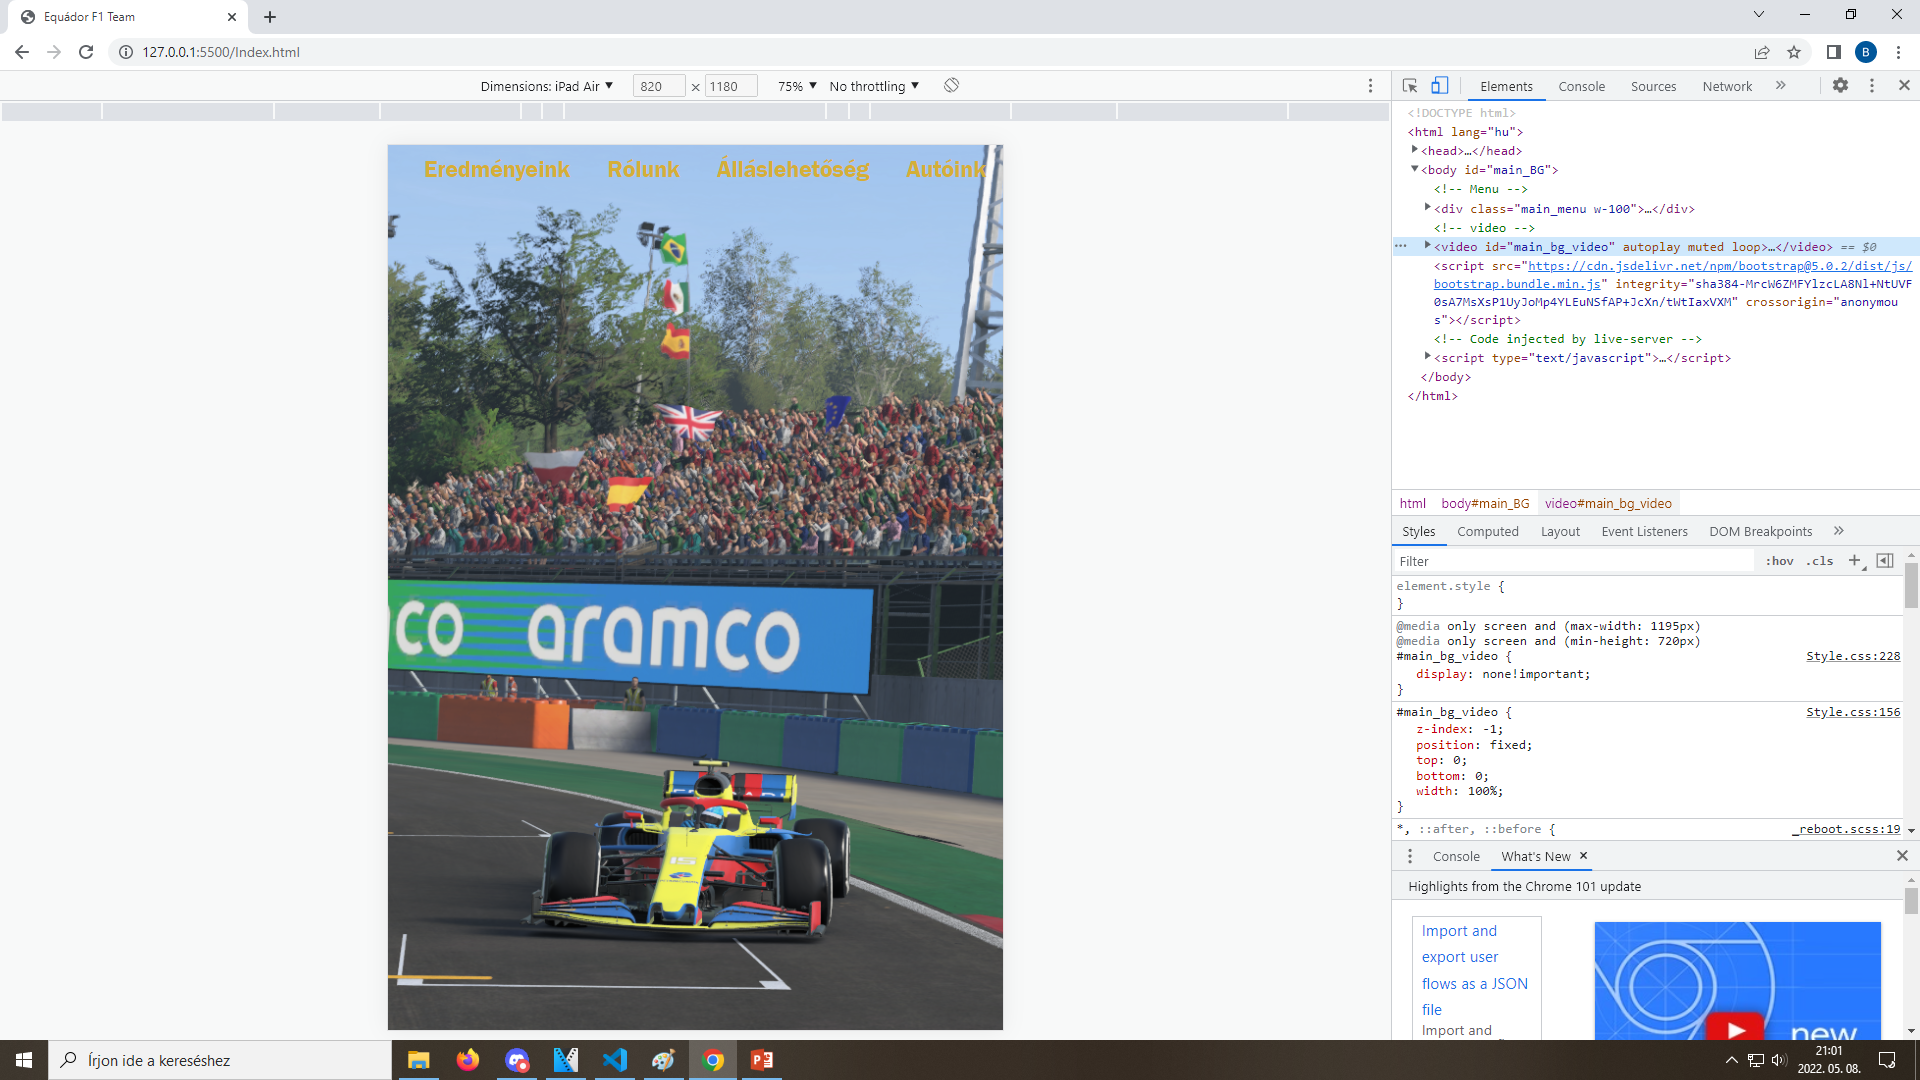 Equádor F1 Team
127.0.0.1:5500/Index.html
B
Dimensions: iPad Air ▼ 820 × 1180 75% ▼ No throttling ▼
Eredményeink Rólunk Álláslehetőség Autóink
co aramco
Elements Console Sources Network »
<!DOCTYPE html>
<html lang="hu">
<head>…</head>
<body id="main_BG">
<!-- Menu -->
<div class="main_menu w-100">…</div>
<!-- video -->
<video id="main_bg_video" autoplay muted loop>…</video> == $0
<script src="https://cdn.jsdelivr.net/npm/bootstrap@5.0.2/dist/js/
bootstrap.bundle.min.js" integrity="sha384-MrcW6ZMFYlzcLA8Nl+NtUVF
0sA7MsXsP1UyJoMp4YLEuNSfAP+JcXn/tWtIaxVXM" crossorigin="anonymou
s"></script>
<!-- Code injected by live-server -->
<script type="text/javascript">…</script>
</body>
</html>
html body#main_BG video#main_bg_video
Styles Computed Layout Event Listeners DOM Breakpoints »
Filter :hov .cls +
element.style {
}
@media only screen and (max-width: 1195px)
@media only screen and (min-height: 720px)
#main_bg_video { Style.css:228
display: none!important;
}
#main_bg_video { Style.css:156
z-index: -1;
position: fixed;
top: 0;
bottom: 0;
width: 100%;
}
*, ::after, ::before { _reboot.scss:19
Console What's New ×
Highlights from the Chrome 101 update
Import and
export user
flows as a JSON
file
Import and
new
Írjon ide a kereséshez
21:01
2022. 05. 08.